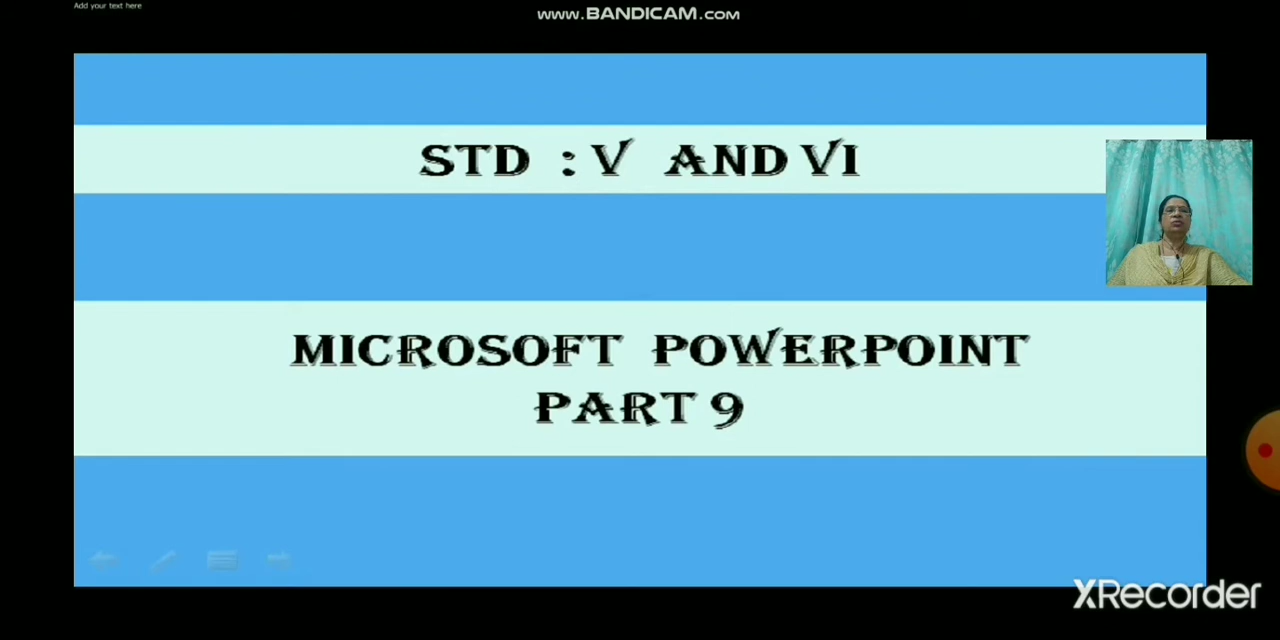 Add your text here
www.BANDICAM.com
STD : V AND VI
MICROSOFT POWERPOINT
PART 9
XRecorder